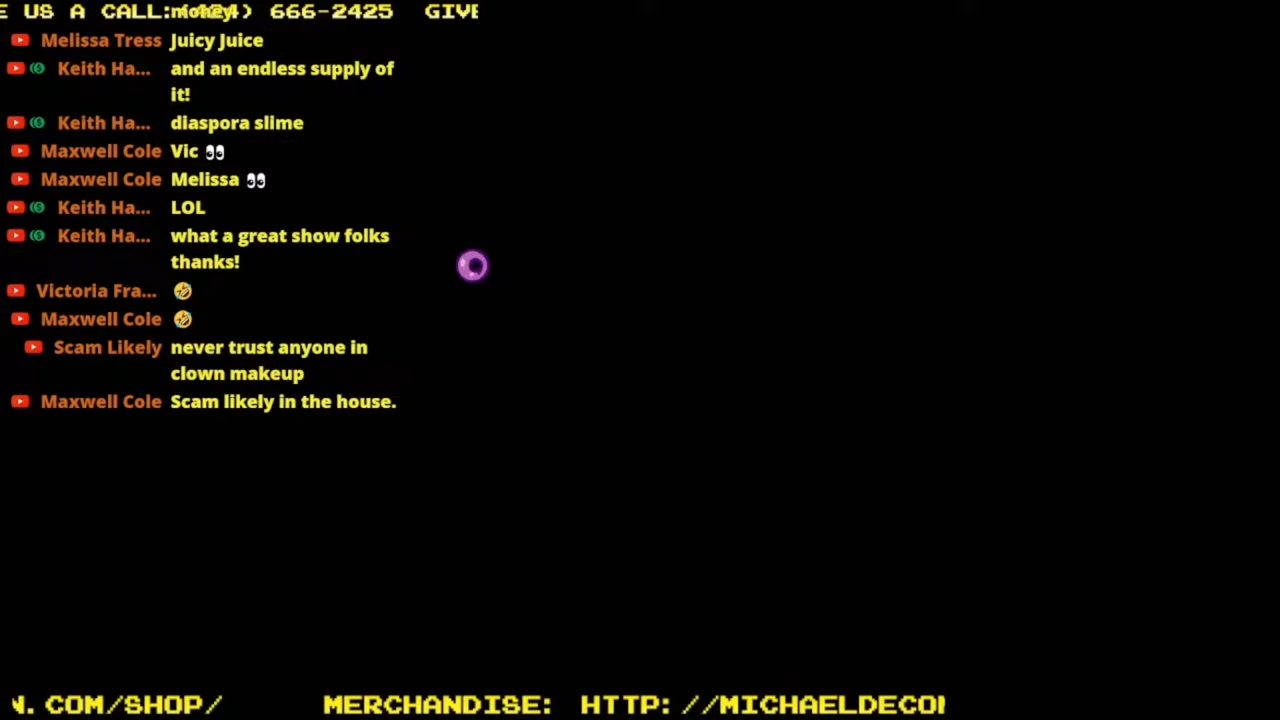 E US A CALL: (424) 666-2425 GIVE
money!
Melissa Tress Juicy Juice
Keith Ha... and an endless supply of
it!
Keith Ha... diaspora slime
Maxwell Cole Vic 👀
Maxwell Cole Melissa 👀
Keith Ha... LOL
Keith Ha... what a great show folks
thanks!
Victoria Fra... 🤣
Maxwell Cole 🤣
Scam Likely never trust anyone in
clown makeup
Maxwell Cole Scam likely in the house.
N.COM/SHOP/ MERCHANDISE: HTTP://MICHAELDECON